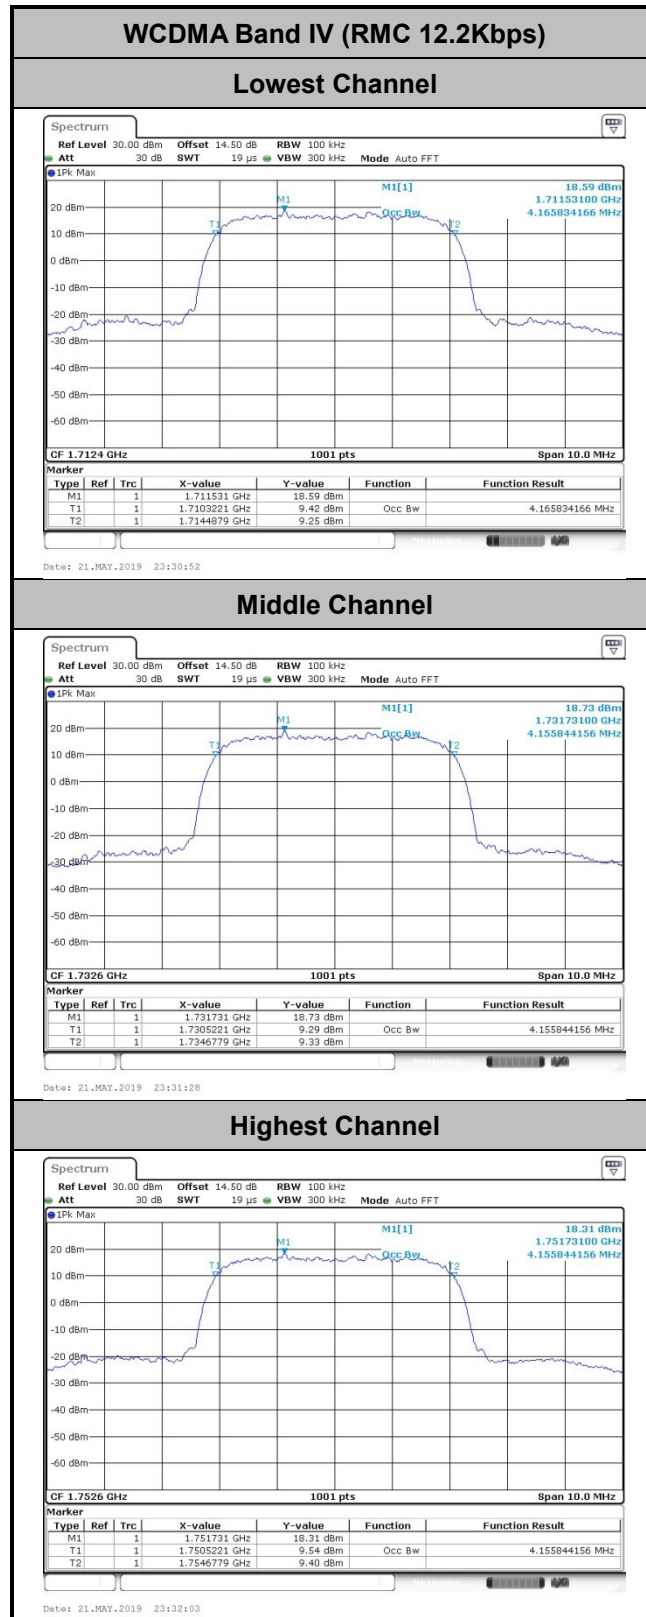 WCDMA Band IV (RMC 12.2Kbps)
Lowest Channel
Spectrum
Ref Level 30.00 dBm Offset 14.50 dB RBW 100 kHz
Att 30 dB SWT 19 µs VBW 300 kHz Mode Auto FFT
1Pk Max
M1[1] 18.59 dBm
1.71153100 GHz
Occ Bw 4.165834166 MHz
M1
T1
T2
20 dBm
10 dBm
0 dBm
-10 dBm
-20 dBm
-30 dBm
-40 dBm
-50 dBm
-60 dBm
CF 1.7124 GHz 1001 pts Span 10.0 MHz
Marker
Type Ref Trc X-value Y-value Function Function Result
M1 1 1.711531 GHz 18.59 dBm
T1 1 1.7103221 GHz 9.42 dBm Occ Bw 4.165834166 MHz
T2 1 1.7144879 GHz 9.25 dBm
Date: 21.MAY.2019 23:30:52
Middle Channel
Spectrum
Ref Level 30.00 dBm Offset 14.50 dB RBW 100 kHz
Att 30 dB SWT 19 µs VBW 300 kHz Mode Auto FFT
1Pk Max
M1[1] 18.73 dBm
1.73173100 GHz
Occ Bw 4.155844156 MHz
M1
T1
T2
20 dBm
10 dBm
0 dBm
-10 dBm
-20 dBm
-30 dBm
-40 dBm
-50 dBm
-60 dBm
CF 1.7326 GHz 1001 pts Span 10.0 MHz
Marker
Type Ref Trc X-value Y-value Function Function Result
M1 1 1.731731 GHz 18.73 dBm
T1 1 1.7305221 GHz 9.29 dBm Occ Bw 4.155844156 MHz
T2 1 1.7346779 GHz 9.33 dBm
Date: 21.MAY.2019 23:31:28
Highest Channel
Spectrum
Ref Level 30.00 dBm Offset 14.50 dB RBW 100 kHz
Att 30 dB SWT 19 µs VBW 300 kHz Mode Auto FFT
1Pk Max
M1[1] 18.31 dBm
1.75173100 GHz
Occ Bw 4.155844156 MHz
M1
T1
T2
20 dBm
10 dBm
0 dBm
-10 dBm
-20 dBm
-30 dBm
-40 dBm
-50 dBm
-60 dBm
CF 1.7526 GHz 1001 pts Span 10.0 MHz
Marker
Type Ref Trc X-value Y-value Function Function Result
M1 1 1.751731 GHz 18.31 dBm
T1 1 1.7505221 GHz 9.54 dBm Occ Bw 4.155844156 MHz
T2 1 1.7546779 GHz 9.40 dBm
Date: 21.MAY.2019 23:32:03